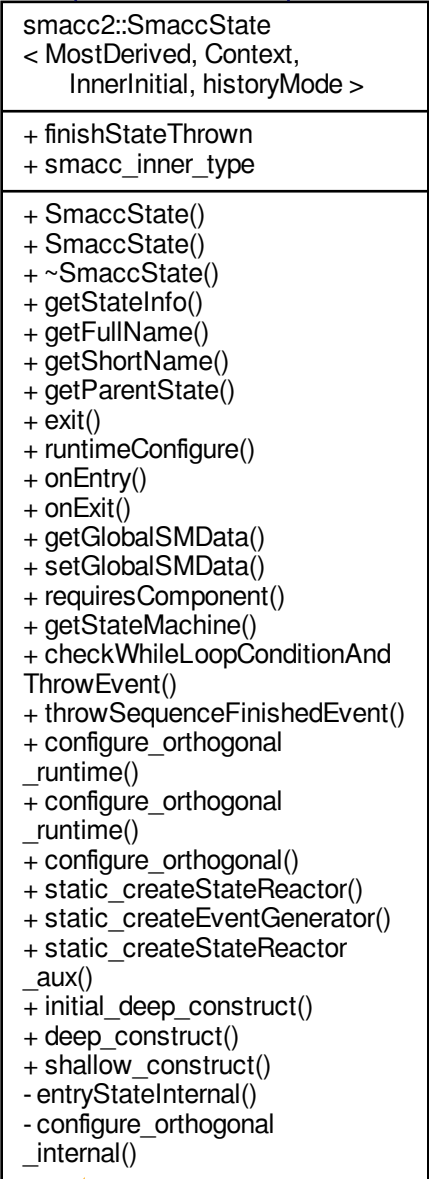 smacc2::SmaccState
< MostDerived, Context,
InnerInitial, historyMode >
+ finishStateThrown
+ smacc_inner_type
+ SmaccState()
+ SmaccState()
+ ~SmaccState()
+ getStateInfo()
+ getFullName()
+ getShortName()
+ getParentState()
+ exit()
+ runtimeConfigure()
+ onEntry()
+ onExit()
+ getGlobalSMData()
+ setGlobalSMData()
+ requiresComponent()
+ getStateMachine()
+ checkWhileLoopConditionAnd
ThrowEvent()
+ throwSequenceFinishedEvent()
+ configure_orthogonal
_runtime()
+ configure_orthogonal
_runtime()
+ configure_orthogonal()
+ static_createStateReactor()
+ static_createEventGenerator()
+ static_createStateReactor
_aux()
+ initial_deep_construct()
+ deep_construct()
+ shallow_construct()
- entryStateInternal()
- configure_orthogonal
_internal()